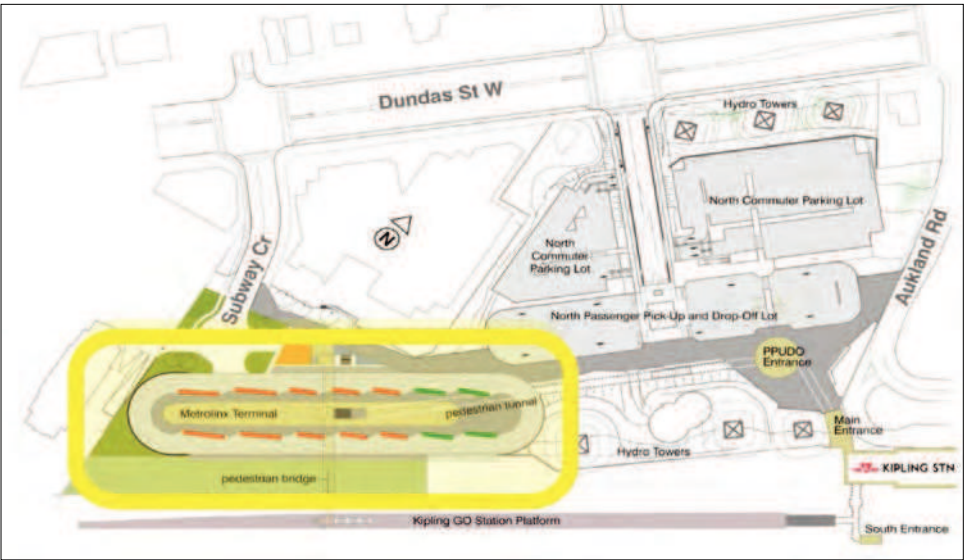 Dundas St W
Hydro Towers
North Commuter Parking Lot
Aukland Rd
Subway Cr
N
North
Commuter
Parking Lot
North Passenger Pick-Up and Drop-Off Lot
PPUDO
Entrance
Metrolinx Terminal
pedestrian tunnel
Main
Entrance
Hydro Towers
KIPLING STN
pedestrian bridge
Kipling GO Station Platform
South Entrance